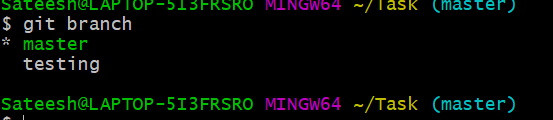 Sateesh@LAPTOP-5I3FRSRO MINGW64 ~/Task (master)
$ git branch
* master
  testing
Sateesh@LAPTOP-5I3FRSRO MINGW64 ~/Task (master)
$